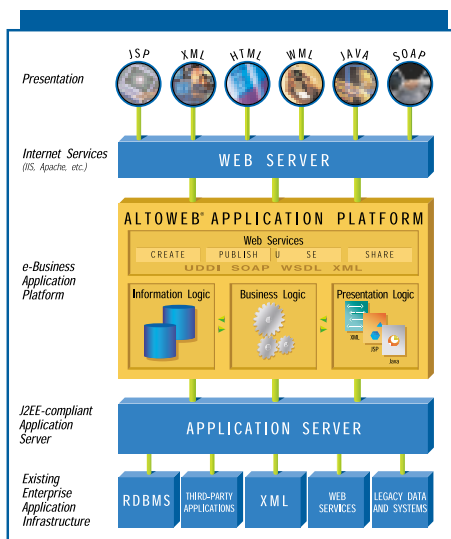 JSP XML HTML WML JAVA SOAP
Presentation
Internet Services
(IIS, Apache, etc.)
WEB SERVER
ALTOWEB® APPLICATION PLATFORM
Web Services
CREATE PUBLISH U SE SHARE
UDDI SOAP WSDL XML
e-Business
Application
Platform
Information Logic Business Logic Presentation Logic
XML
JSP
Java
J2EE-compliant
Application
Server
APPLICATION SERVER
Existing
Enterprise
Application
Infrastructure
RDBMS
THIRD-PARTY
APPLICATIONS
XML
WEB
SERVICES
LEGACY DATA
AND SYSTEMS